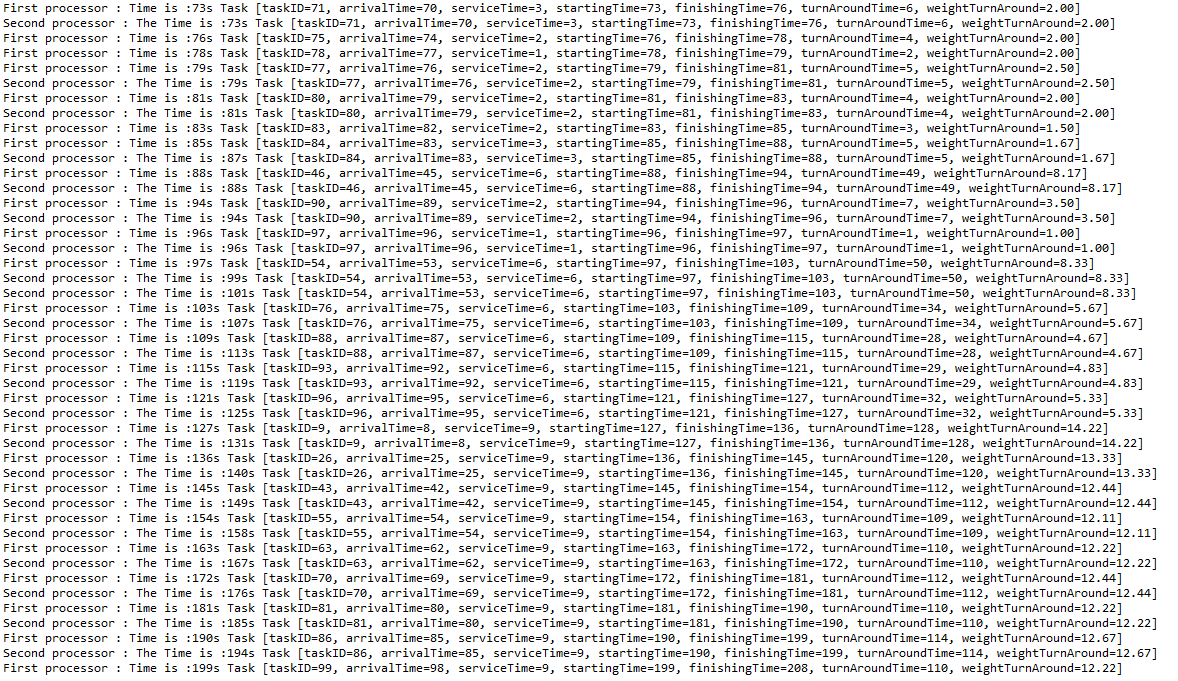 First processor : Time is :73s Task [taskID=71, arrivalTime=70, serviceTime=3, startingTime=73, finishingTime=76, turnAroundTime=6, weightTurnAround=2.00]
Second processor : The Time is :73s Task [taskID=71, arrivalTime=70, serviceTime=3, startingTime=73, finishingTime=76, turnAroundTime=6, weightTurnAround=2.00]
First processor : Time is :76s Task [taskID=75, arrivalTime=74, serviceTime=2, startingTime=76, finishingTime=78, turnAroundTime=4, weightTurnAround=2.00]
First processor : Time is :78s Task [taskID=78, arrivalTime=77, serviceTime=1, startingTime=78, finishingTime=79, turnAroundTime=2, weightTurnAround=2.00]
First processor : Time is :79s Task [taskID=77, arrivalTime=76, serviceTime=2, startingTime=79, finishingTime=81, turnAroundTime=5, weightTurnAround=2.50]
Second processor : The Time is :79s Task [taskID=77, arrivalTime=76, serviceTime=2, startingTime=79, finishingTime=81, turnAroundTime=5, weightTurnAround=2.50]
First processor : Time is :81s Task [taskID=80, arrivalTime=79, serviceTime=2, startingTime=81, finishingTime=83, turnAroundTime=4, weightTurnAround=2.00]
Second processor : The Time is :81s Task [taskID=80, arrivalTime=79, serviceTime=2, startingTime=81, finishingTime=83, turnAroundTime=4, weightTurnAround=2.00]
First processor : Time is :83s Task [taskID=83, arrivalTime=82, serviceTime=2, startingTime=83, finishingTime=85, turnAroundTime=3, weightTurnAround=1.50]
First processor : Time is :85s Task [taskID=84, arrivalTime=83, serviceTime=3, startingTime=85, finishingTime=88, turnAroundTime=5, weightTurnAround=1.67]
Second processor : The Time is :87s Task [taskID=84, arrivalTime=83, serviceTime=3, startingTime=85, finishingTime=88, turnAroundTime=5, weightTurnAround=1.67]
First processor : Time is :88s Task [taskID=46, arrivalTime=45, serviceTime=6, startingTime=88, finishingTime=94, turnAroundTime=49, weightTurnAround=8.17]
Second processor : The Time is :88s Task [taskID=46, arrivalTime=45, serviceTime=6, startingTime=88, finishingTime=94, turnAroundTime=49, weightTurnAround=8.17]
First processor : Time is :94s Task [taskID=90, arrivalTime=89, serviceTime=2, startingTime=94, finishingTime=96, turnAroundTime=7, weightTurnAround=3.50]
Second processor : The Time is :94s Task [taskID=90, arrivalTime=89, serviceTime=2, startingTime=94, finishingTime=96, turnAroundTime=7, weightTurnAround=3.50]
First processor : Time is :96s Task [taskID=97, arrivalTime=96, serviceTime=1, startingTime=96, finishingTime=97, turnAroundTime=1, weightTurnAround=1.00]
Second processor : The Time is :96s Task [taskID=97, arrivalTime=96, serviceTime=1, startingTime=96, finishingTime=97, turnAroundTime=1, weightTurnAround=1.00]
First processor : Time is :97s Task [taskID=54, arrivalTime=53, serviceTime=6, startingTime=97, finishingTime=103, turnAroundTime=50, weightTurnAround=8.33]
Second processor : The Time is :99s Task [taskID=54, arrivalTime=53, serviceTime=6, startingTime=97, finishingTime=103, turnAroundTime=50, weightTurnAround=8.33]
Second processor : The Time is :101s Task [taskID=54, arrivalTime=53, serviceTime=6, startingTime=97, finishingTime=103, turnAroundTime=50, weightTurnAround=8.33]
First processor : Time is :103s Task [taskID=76, arrivalTime=75, serviceTime=6, startingTime=103, finishingTime=109, turnAroundTime=34, weightTurnAround=5.67]
Second processor : The Time is :107s Task [taskID=76, arrivalTime=75, serviceTime=6, startingTime=103, finishingTime=109, turnAroundTime=34, weightTurnAround=5.67]
First processor : Time is :109s Task [taskID=88, arrivalTime=87, serviceTime=6, startingTime=109, finishingTime=115, turnAroundTime=28, weightTurnAround=4.67]
Second processor : The Time is :113s Task [taskID=88, arrivalTime=87, serviceTime=6, startingTime=109, finishingTime=115, turnAroundTime=28, weightTurnAround=4.67]
First processor : Time is :115s Task [taskID=93, arrivalTime=92, serviceTime=6, startingTime=115, finishingTime=121, turnAroundTime=29, weightTurnAround=4.83]
Second processor : The Time is :119s Task [taskID=93, arrivalTime=92, serviceTime=6, startingTime=115, finishingTime=121, turnAroundTime=29, weightTurnAround=4.83]
First processor : Time is :121s Task [taskID=96, arrivalTime=95, serviceTime=6, startingTime=121, finishingTime=127, turnAroundTime=32, weightTurnAround=5.33]
Second processor : The Time is :125s Task [taskID=96, arrivalTime=95, serviceTime=6, startingTime=121, finishingTime=127, turnAroundTime=32, weightTurnAround=5.33]
First processor : Time is :127s Task [taskID=9, arrivalTime=8, serviceTime=9, startingTime=127, finishingTime=136, turnAroundTime=128, weightTurnAround=14.22]
Second processor : The Time is :131s Task [taskID=9, arrivalTime=8, serviceTime=9, startingTime=127, finishingTime=136, turnAroundTime=128, weightTurnAround=14.22]
First processor : Time is :136s Task [taskID=26, arrivalTime=25, serviceTime=9, startingTime=136, finishingTime=145, turnAroundTime=120, weightTurnAround=13.33]
Second processor : The Time is :140s Task [taskID=26, arrivalTime=25, serviceTime=9, startingTime=136, finishingTime=145, turnAroundTime=120, weightTurnAround=13.33]
First processor : Time is :145s Task [taskID=43, arrivalTime=42, serviceTime=9, startingTime=145, finishingTime=154, turnAroundTime=112, weightTurnAround=12.44]
Second processor : The Time is :149s Task [taskID=43, arrivalTime=42, serviceTime=9, startingTime=145, finishingTime=154, turnAroundTime=112, weightTurnAround=12.44]
First processor : Time is :154s Task [taskID=55, arrivalTime=54, serviceTime=9, startingTime=154, finishingTime=163, turnAroundTime=109, weightTurnAround=12.11]
Second processor : The Time is :158s Task [taskID=55, arrivalTime=54, serviceTime=9, startingTime=154, finishingTime=163, turnAroundTime=109, weightTurnAround=12.11]
First processor : Time is :163s Task [taskID=63, arrivalTime=62, serviceTime=9, startingTime=163, finishingTime=172, turnAroundTime=110, weightTurnAround=12.22]
Second processor : The Time is :167s Task [taskID=63, arrivalTime=62, serviceTime=9, startingTime=163, finishingTime=172, turnAroundTime=110, weightTurnAround=12.22]
First processor : Time is :172s Task [taskID=70, arrivalTime=69, serviceTime=9, startingTime=172, finishingTime=181, turnAroundTime=112, weightTurnAround=12.44]
Second processor : The Time is :176s Task [taskID=70, arrivalTime=69, serviceTime=9, startingTime=172, finishingTime=181, turnAroundTime=112, weightTurnAround=12.44]
First processor : Time is :181s Task [taskID=81, arrivalTime=80, serviceTime=9, startingTime=181, finishingTime=190, turnAroundTime=110, weightTurnAround=12.22]
Second processor : The Time is :185s Task [taskID=81, arrivalTime=80, serviceTime=9, startingTime=181, finishingTime=190, turnAroundTime=110, weightTurnAround=12.22]
First processor : Time is :190s Task [taskID=86, arrivalTime=85, serviceTime=9, startingTime=190, finishingTime=199, turnAroundTime=114, weightTurnAround=12.67]
Second processor : The Time is :194s Task [taskID=86, arrivalTime=85, serviceTime=9, startingTime=190, finishingTime=199, turnAroundTime=114, weightTurnAround=12.67]
First processor : Time is :199s Task [taskID=99, arrivalTime=98, serviceTime=9, startingTime=199, finishingTime=208, turnAroundTime=110, weightTurnAround=12.22]